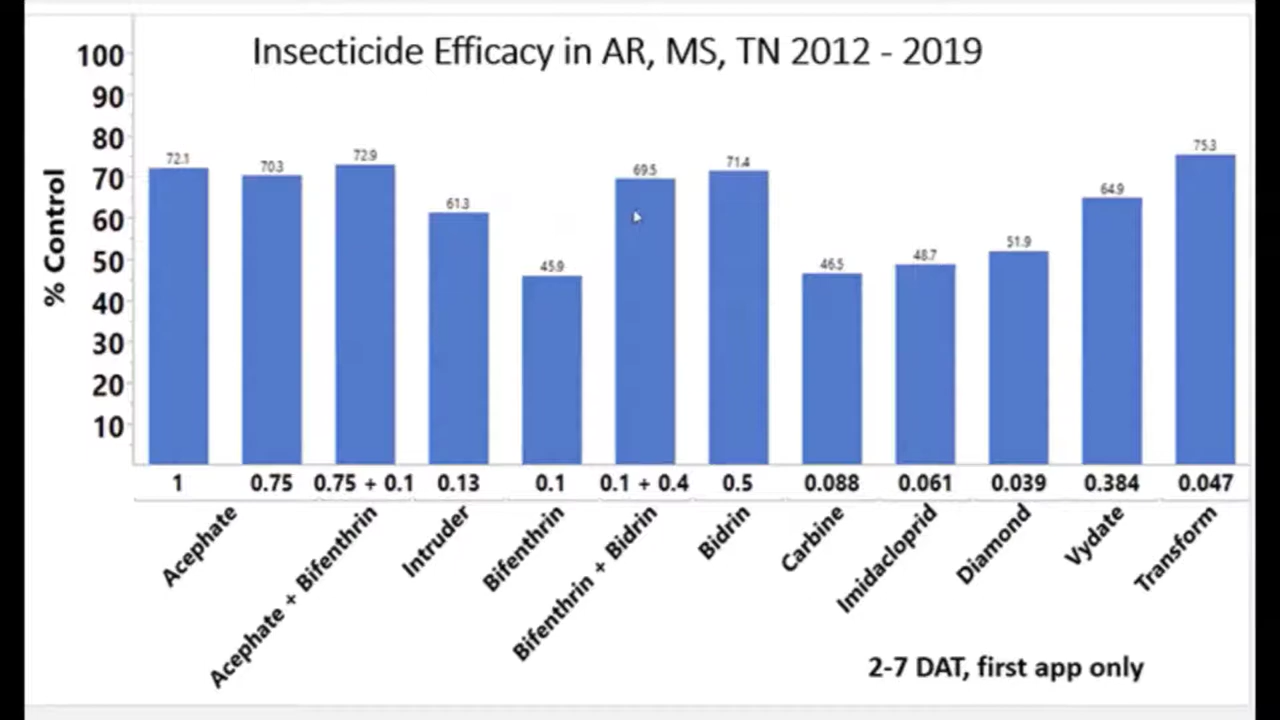 Insecticide Efficacy in AR, MS, TN 2012 - 2019
% Control
100
90
80
70
60
50
40
30
20
10
72.1
70.3
72.9
61.3
45.9
69.5
71.4
46.5
48.7
51.9
64.9
75.3
1
0.75
0.75 + 0.1
0.13
0.1
0.1 + 0.4
0.5
0.088
0.061
0.039
0.384
0.047
Acephate
Acephate + Bifenthrin
Intruder
Bifenthrin
Bifenthrin + Bidrin
Bidrin
Carbine
Imidacloprid
Diamond
Vydate
Transform
2-7 DAT, first app only